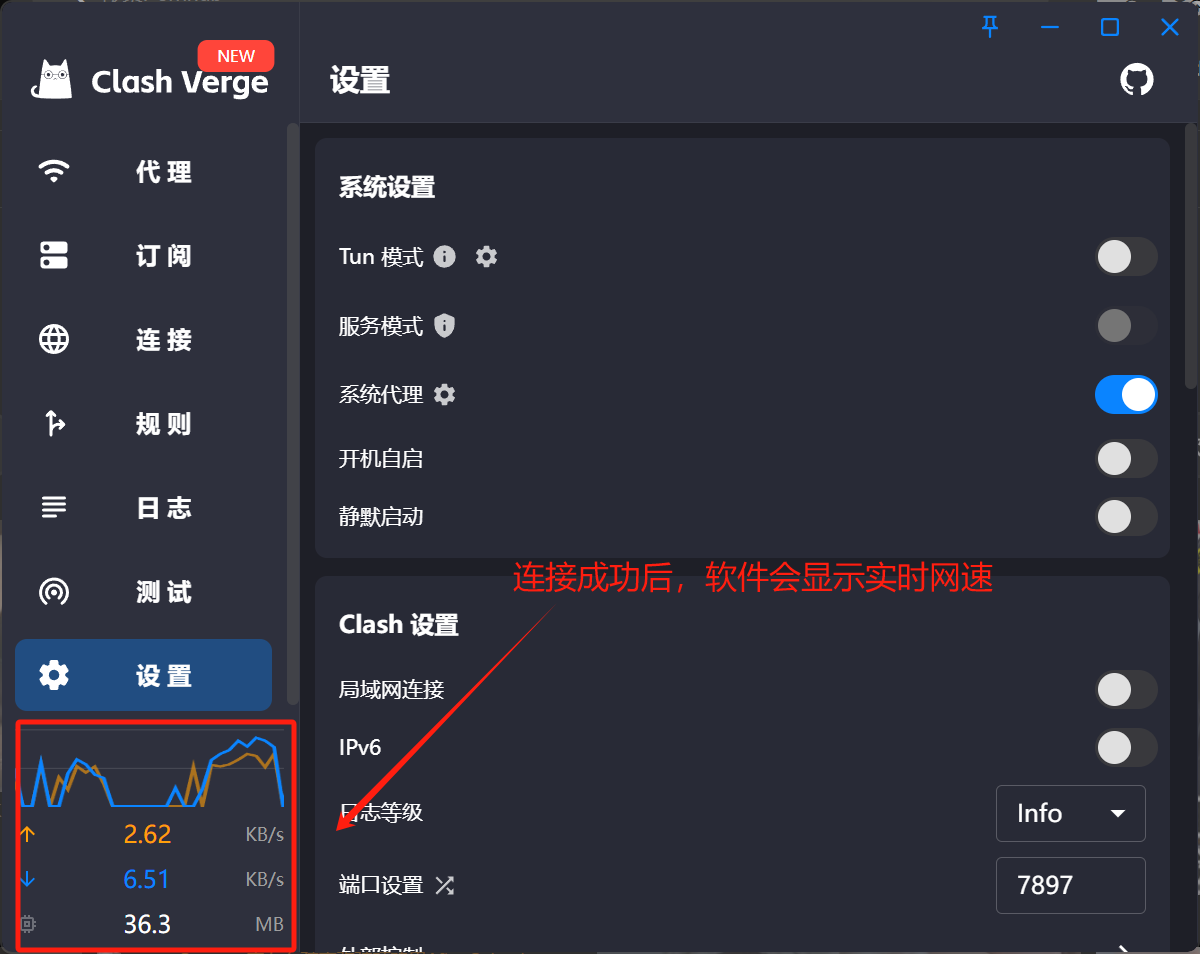 NEW
Clash Verge
设置
代理
订阅
连接
规则
日志
测试
设置
2.62 KB/s
6.51 KB/s
36.3 MB
系统设置
Tun 模式
服务模式
系统代理
开机自启
静默启动
连接成功后，软件会显示实时网速
Clash 设置
局域网连接
IPv6
日志等级 Info
端口设置 7897
外部控制